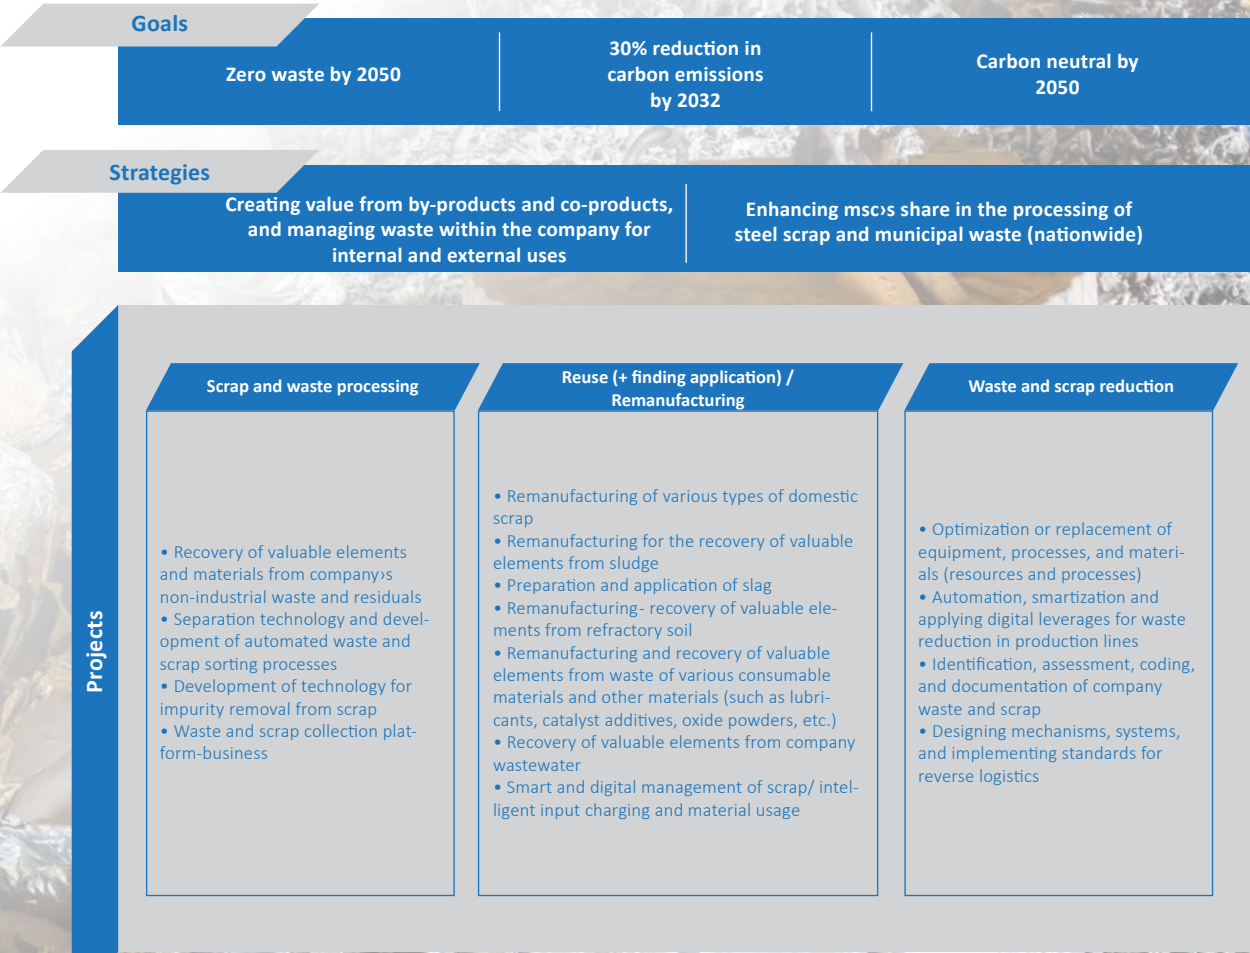 Goals
Zero waste by 2050
30% reduction in
carbon emissions
by 2032
Carbon neutral by
2050
Strategies
Creating value from by-products and co-products,
and managing waste within the company for
internal and external uses
Enhancing msc›s share in the processing of
steel scrap and municipal waste (nationwide)
Projects
Scrap and waste processing
• Recovery of valuable elements
and materials from company›s
non-industrial waste and residuals
• Separation technology and devel-
opment of automated waste and
scrap sorting processes
• Development of technology for
impurity removal from scrap
• Waste and scrap collection plat-
form-business
Reuse (+ finding application) /
Remanufacturing
• Remanufacturing of various types of domestic
scrap
• Remanufacturing for the recovery of valuable
elements from sludge
• Preparation and application of slag
• Remanufacturing- recovery of valuable ele-
ments from refractory soil
• Remanufacturing and recovery of valuable
elements from waste of various consumable
materials and other materials (such as lubri-
cants, catalyst additives, oxide powders, etc.)
• Recovery of valuable elements from company
wastewater
• Smart and digital management of scrap/ intel-
ligent input charging and material usage
Waste and scrap reduction
• Optimization or replacement of
equipment, processes, and materi-
als (resources and processes)
• Automation, smartization and
applying digital leverages for waste
reduction in production lines
• Identification, assessment, coding,
and documentation of company
waste and scrap
• Designing mechanisms, systems,
and implementing standards for
reverse logistics